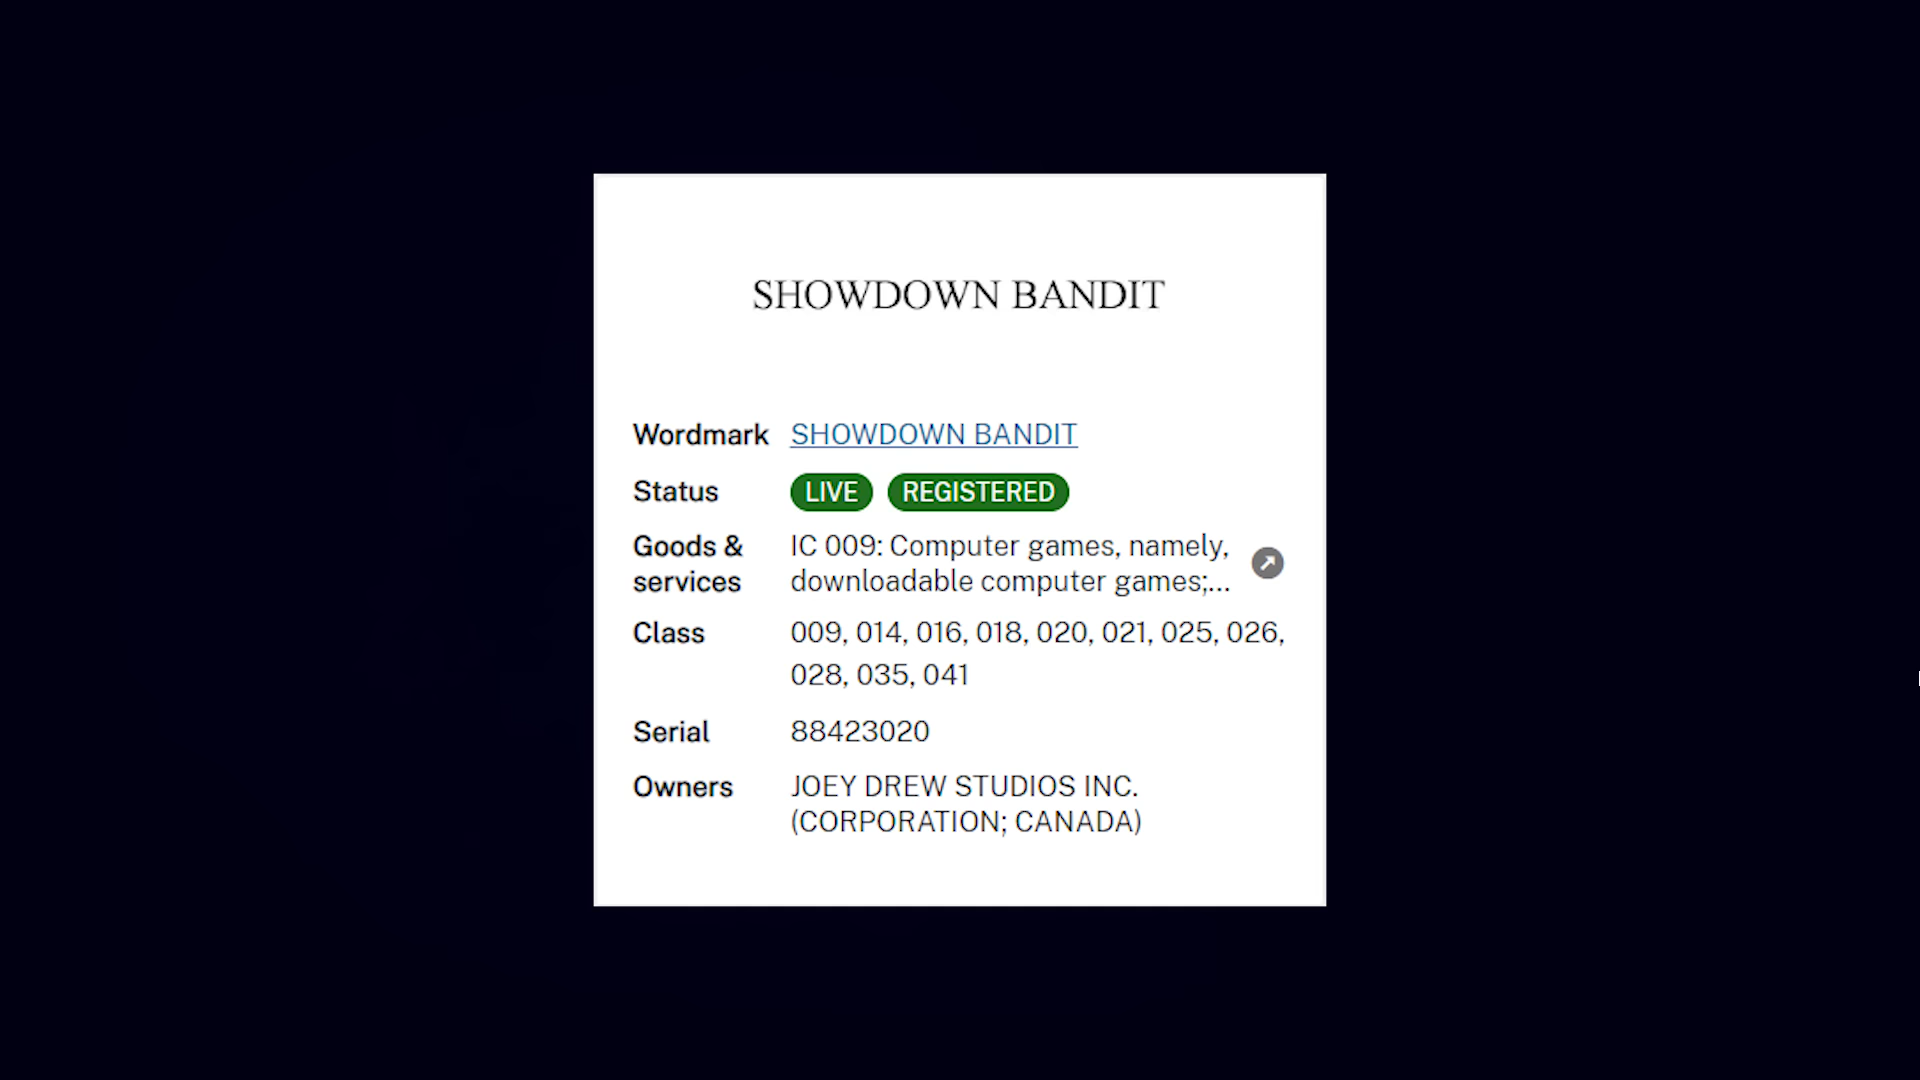 SHOWDOWN BANDIT
Wordmark SHOWDOWN BANDIT
Status LIVE REGISTERED
Goods & services
IC 009: Computer games, namely,
downloadable computer games;...
Class 009, 014, 016, 018, 020, 021, 025, 026,
028, 035, 041
Serial 88423020
Owners JOEY DREW STUDIOS INC.
(CORPORATION; CANADA)